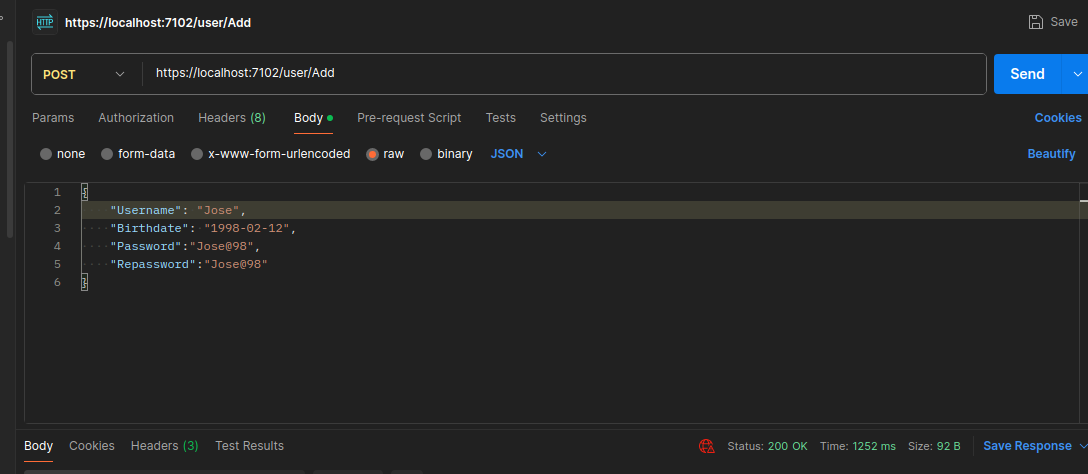 HTTP https://localhost:7102/user/Add Save
POST https://localhost:7102/user/Add Send
Params Authorization Headers (8) Body Pre-request Script Tests Settings Cookies
none form-data x-www-form-urlencoded raw binary JSON Beautify
1 {
2 "Username": "Jose",
3 "Birthdate": "1998-02-12",
4 "Password":"Jose@98",
5 "Repassword":"Jose@98"
6 }
Body Cookies Headers (3) Test Results Status: 200 OK Time: 1252 ms Size: 92 B Save Response